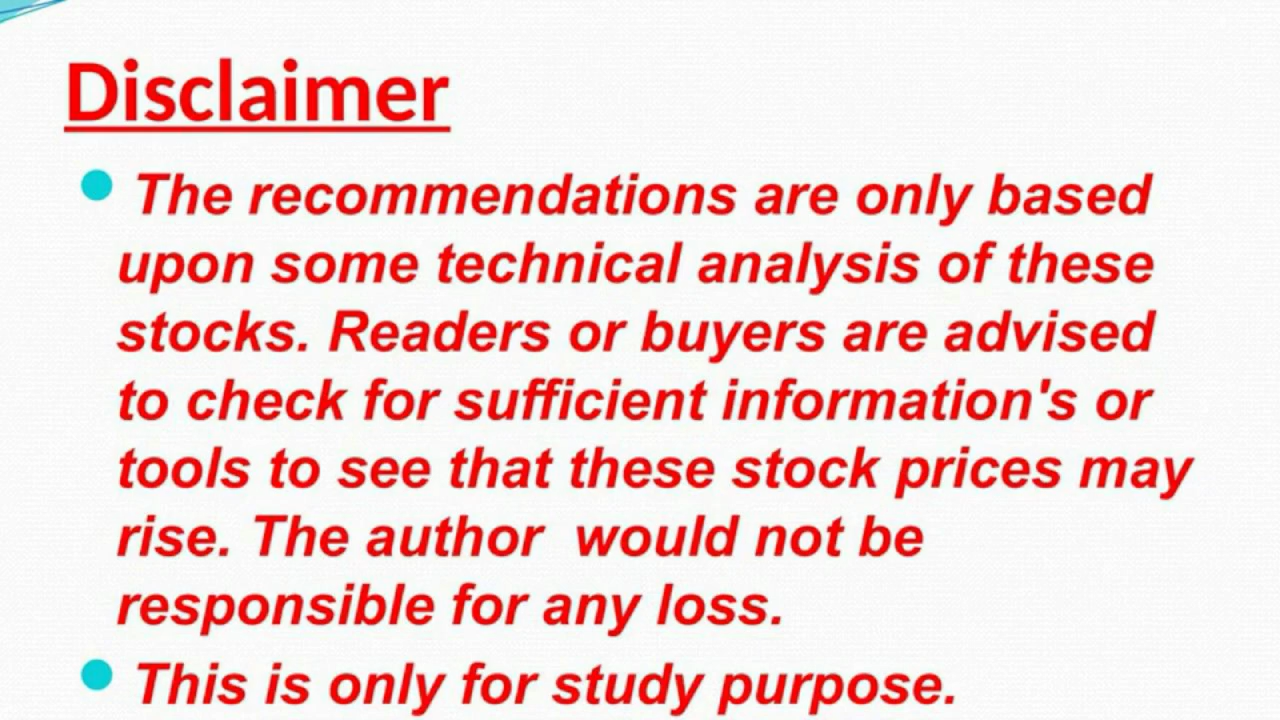 Disclaimer
The recommendations are only based
upon some technical analysis of these
stocks. Readers or buyers are advised
to check for sufficient information's or
tools to see that these stock prices may
rise. The author  would not be
responsible for any loss.
This is only for study purpose.